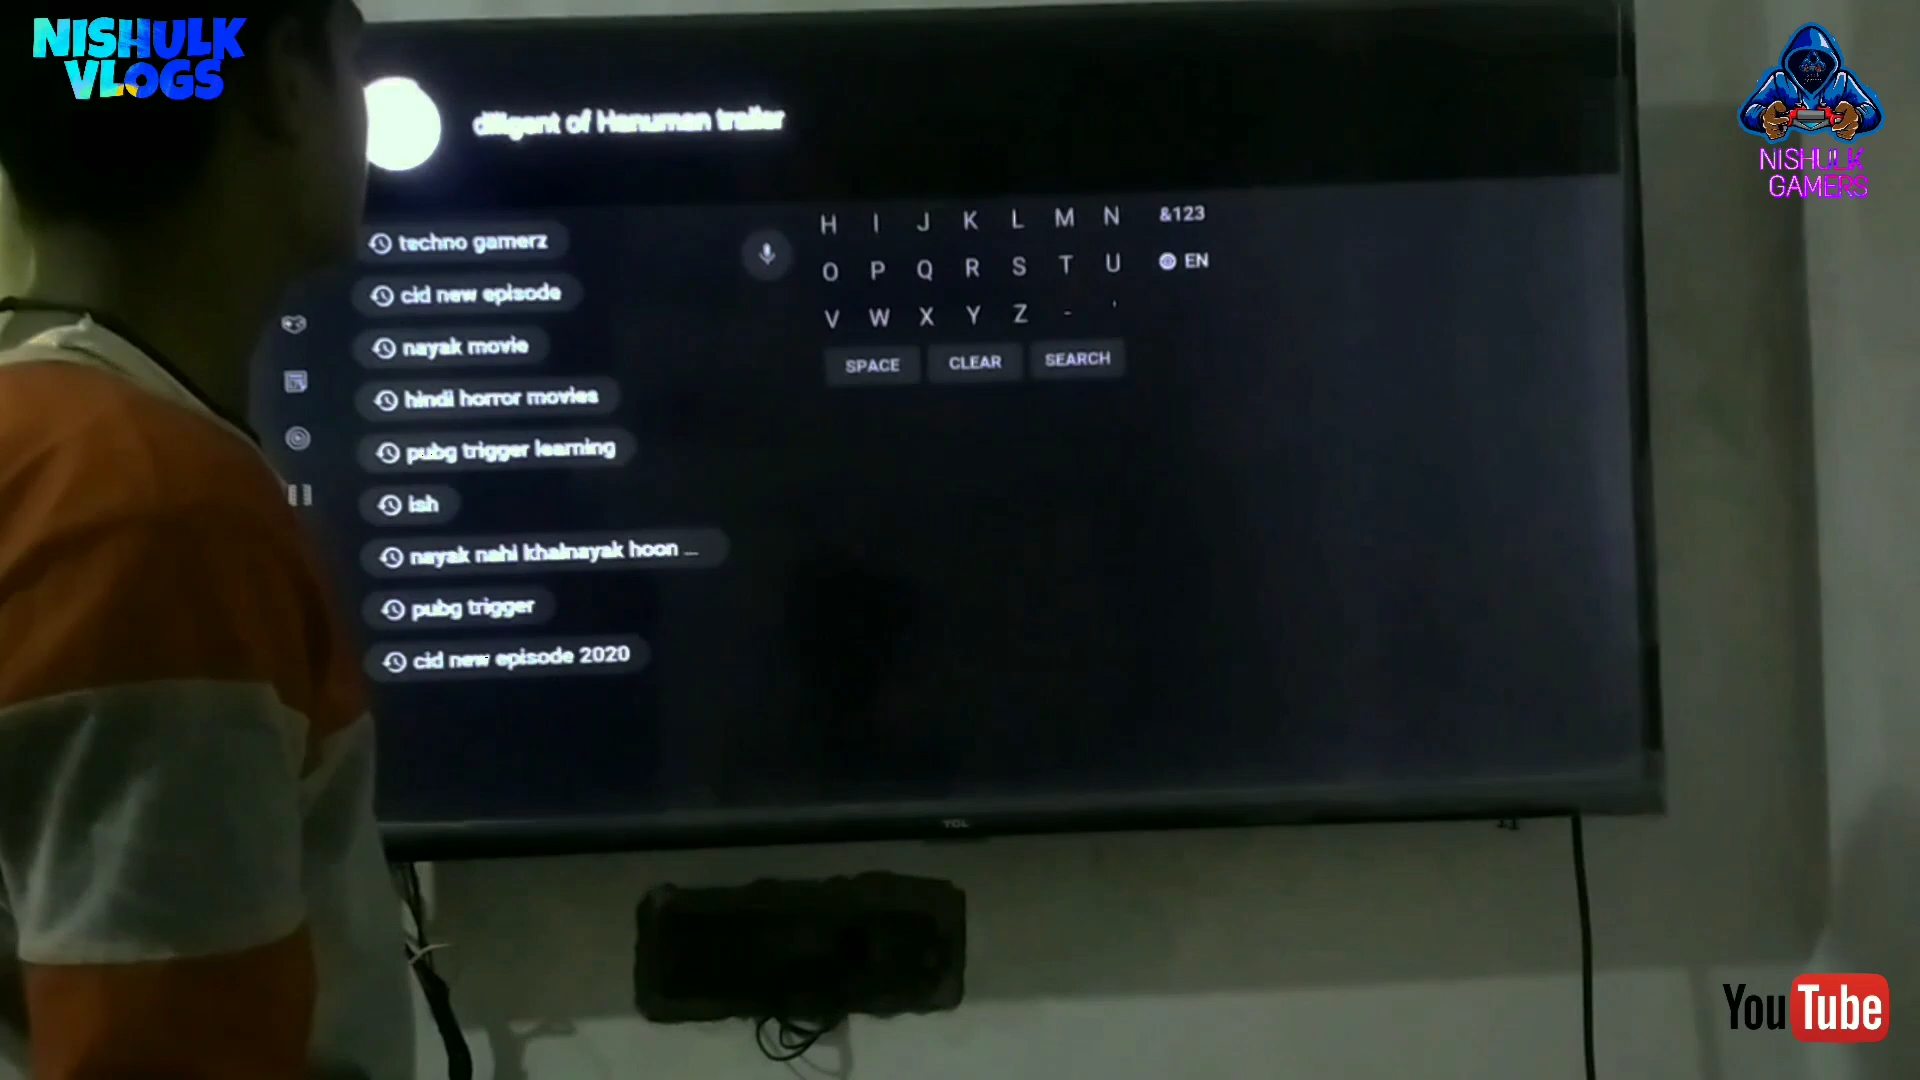 NISHULK
VLOGS
diligent of Hanuman trailer
NISHULK
GAMERS
techno gamerz
cid new episode
nayak movie
hindi horror movies
pubg trigger learning
ish
nayak nahi khalnayak hoon ...
pubg trigger
cid new episode 2020
H I J K L M N &123
O P Q R S T U EN
V W X Y Z - '
SPACE CLEAR SEARCH
TCL
YouTube